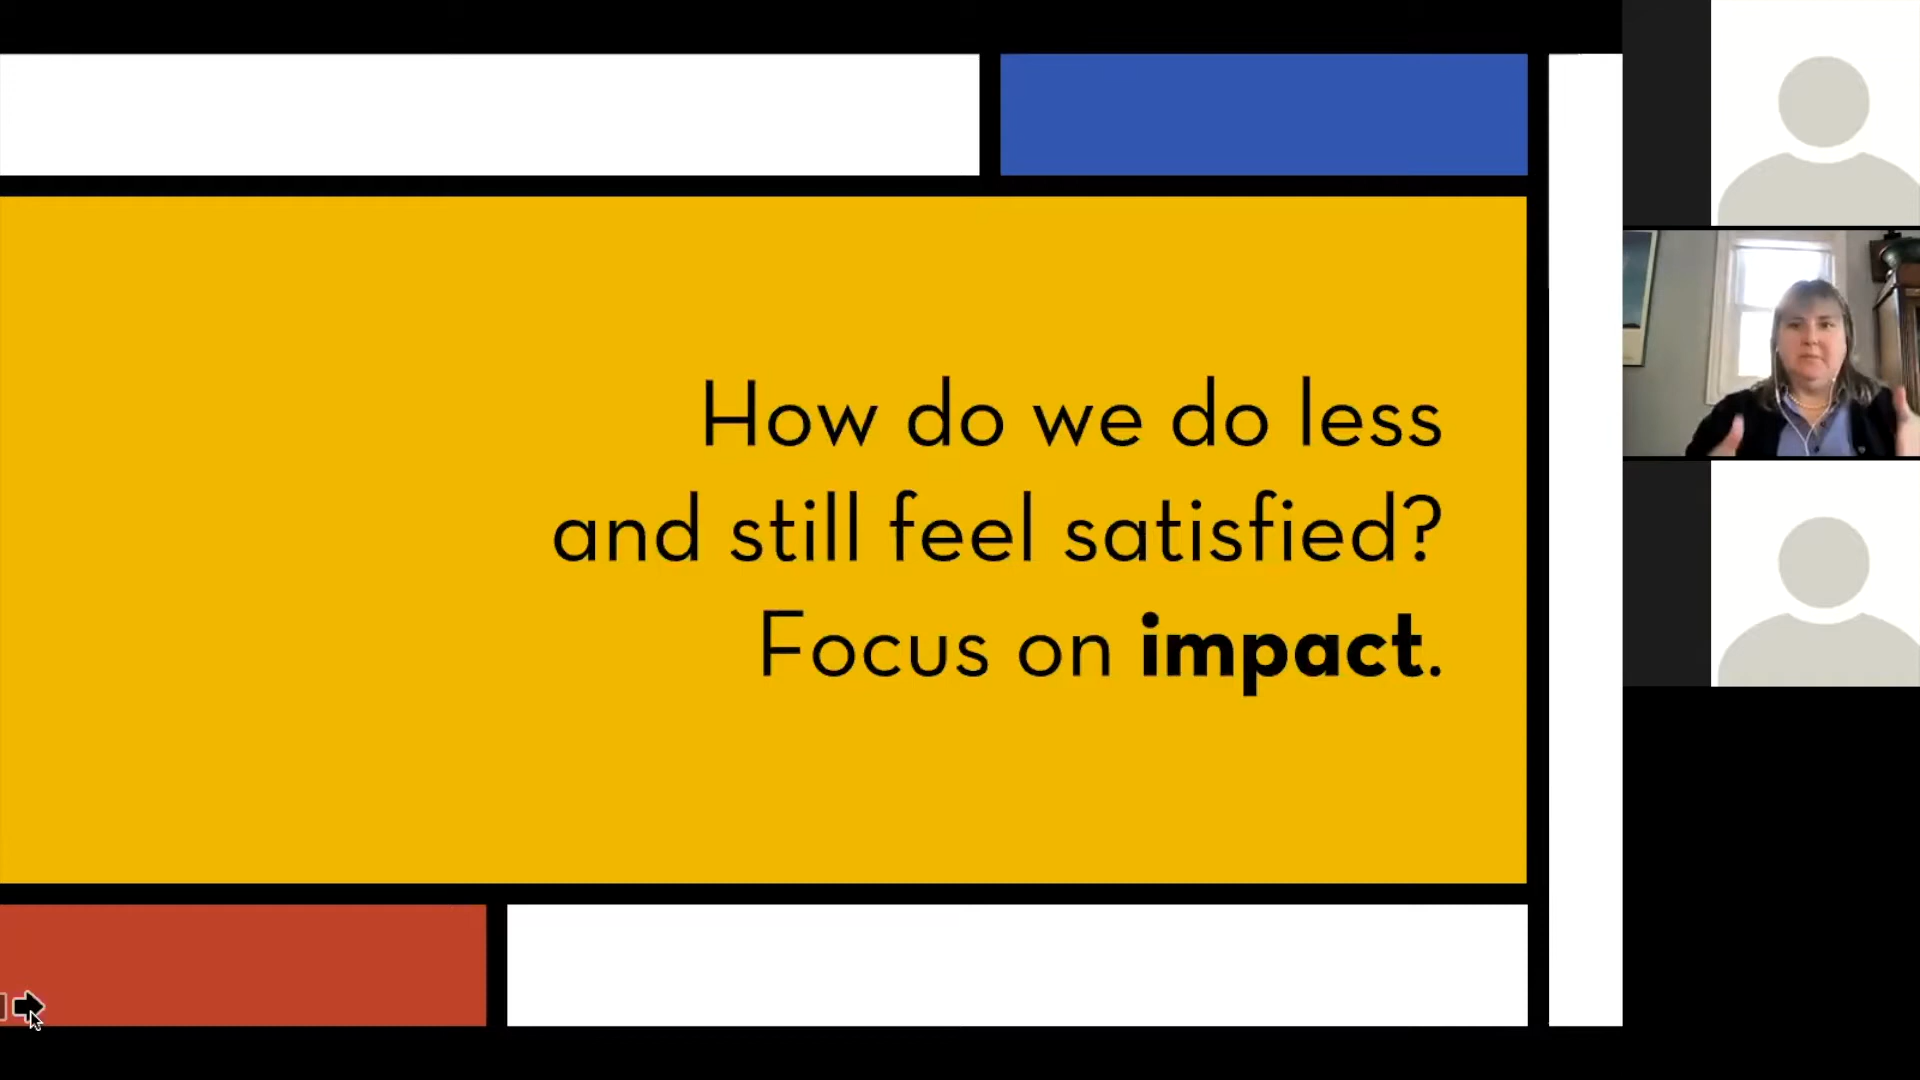 How do we do less
and still feel satisfied?
Focus on impact.